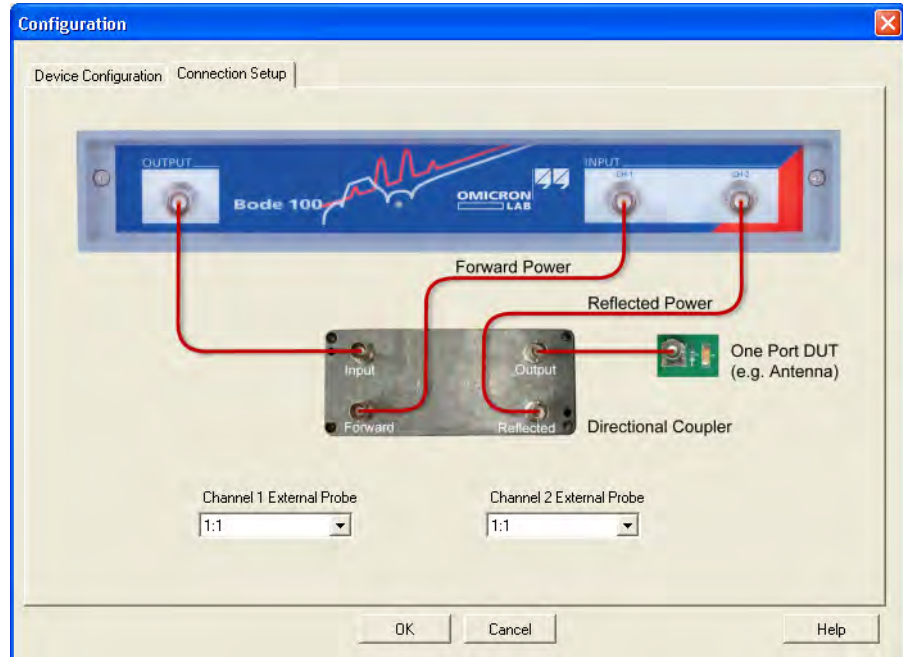 Configuration
Device Configuration
Connection Setup
OUTPUT
Bode 100
OMICRON
LAB
INPUT
CH 1
CH 2
Forward Power
Reflected Power
Input
Output
One Port DUT
(e.g. Antenna)
Forward
Reflected
Directional Coupler
Channel 1 External Probe
Channel 2 External Probe
1:1
1:1
OK
Cancel
Help